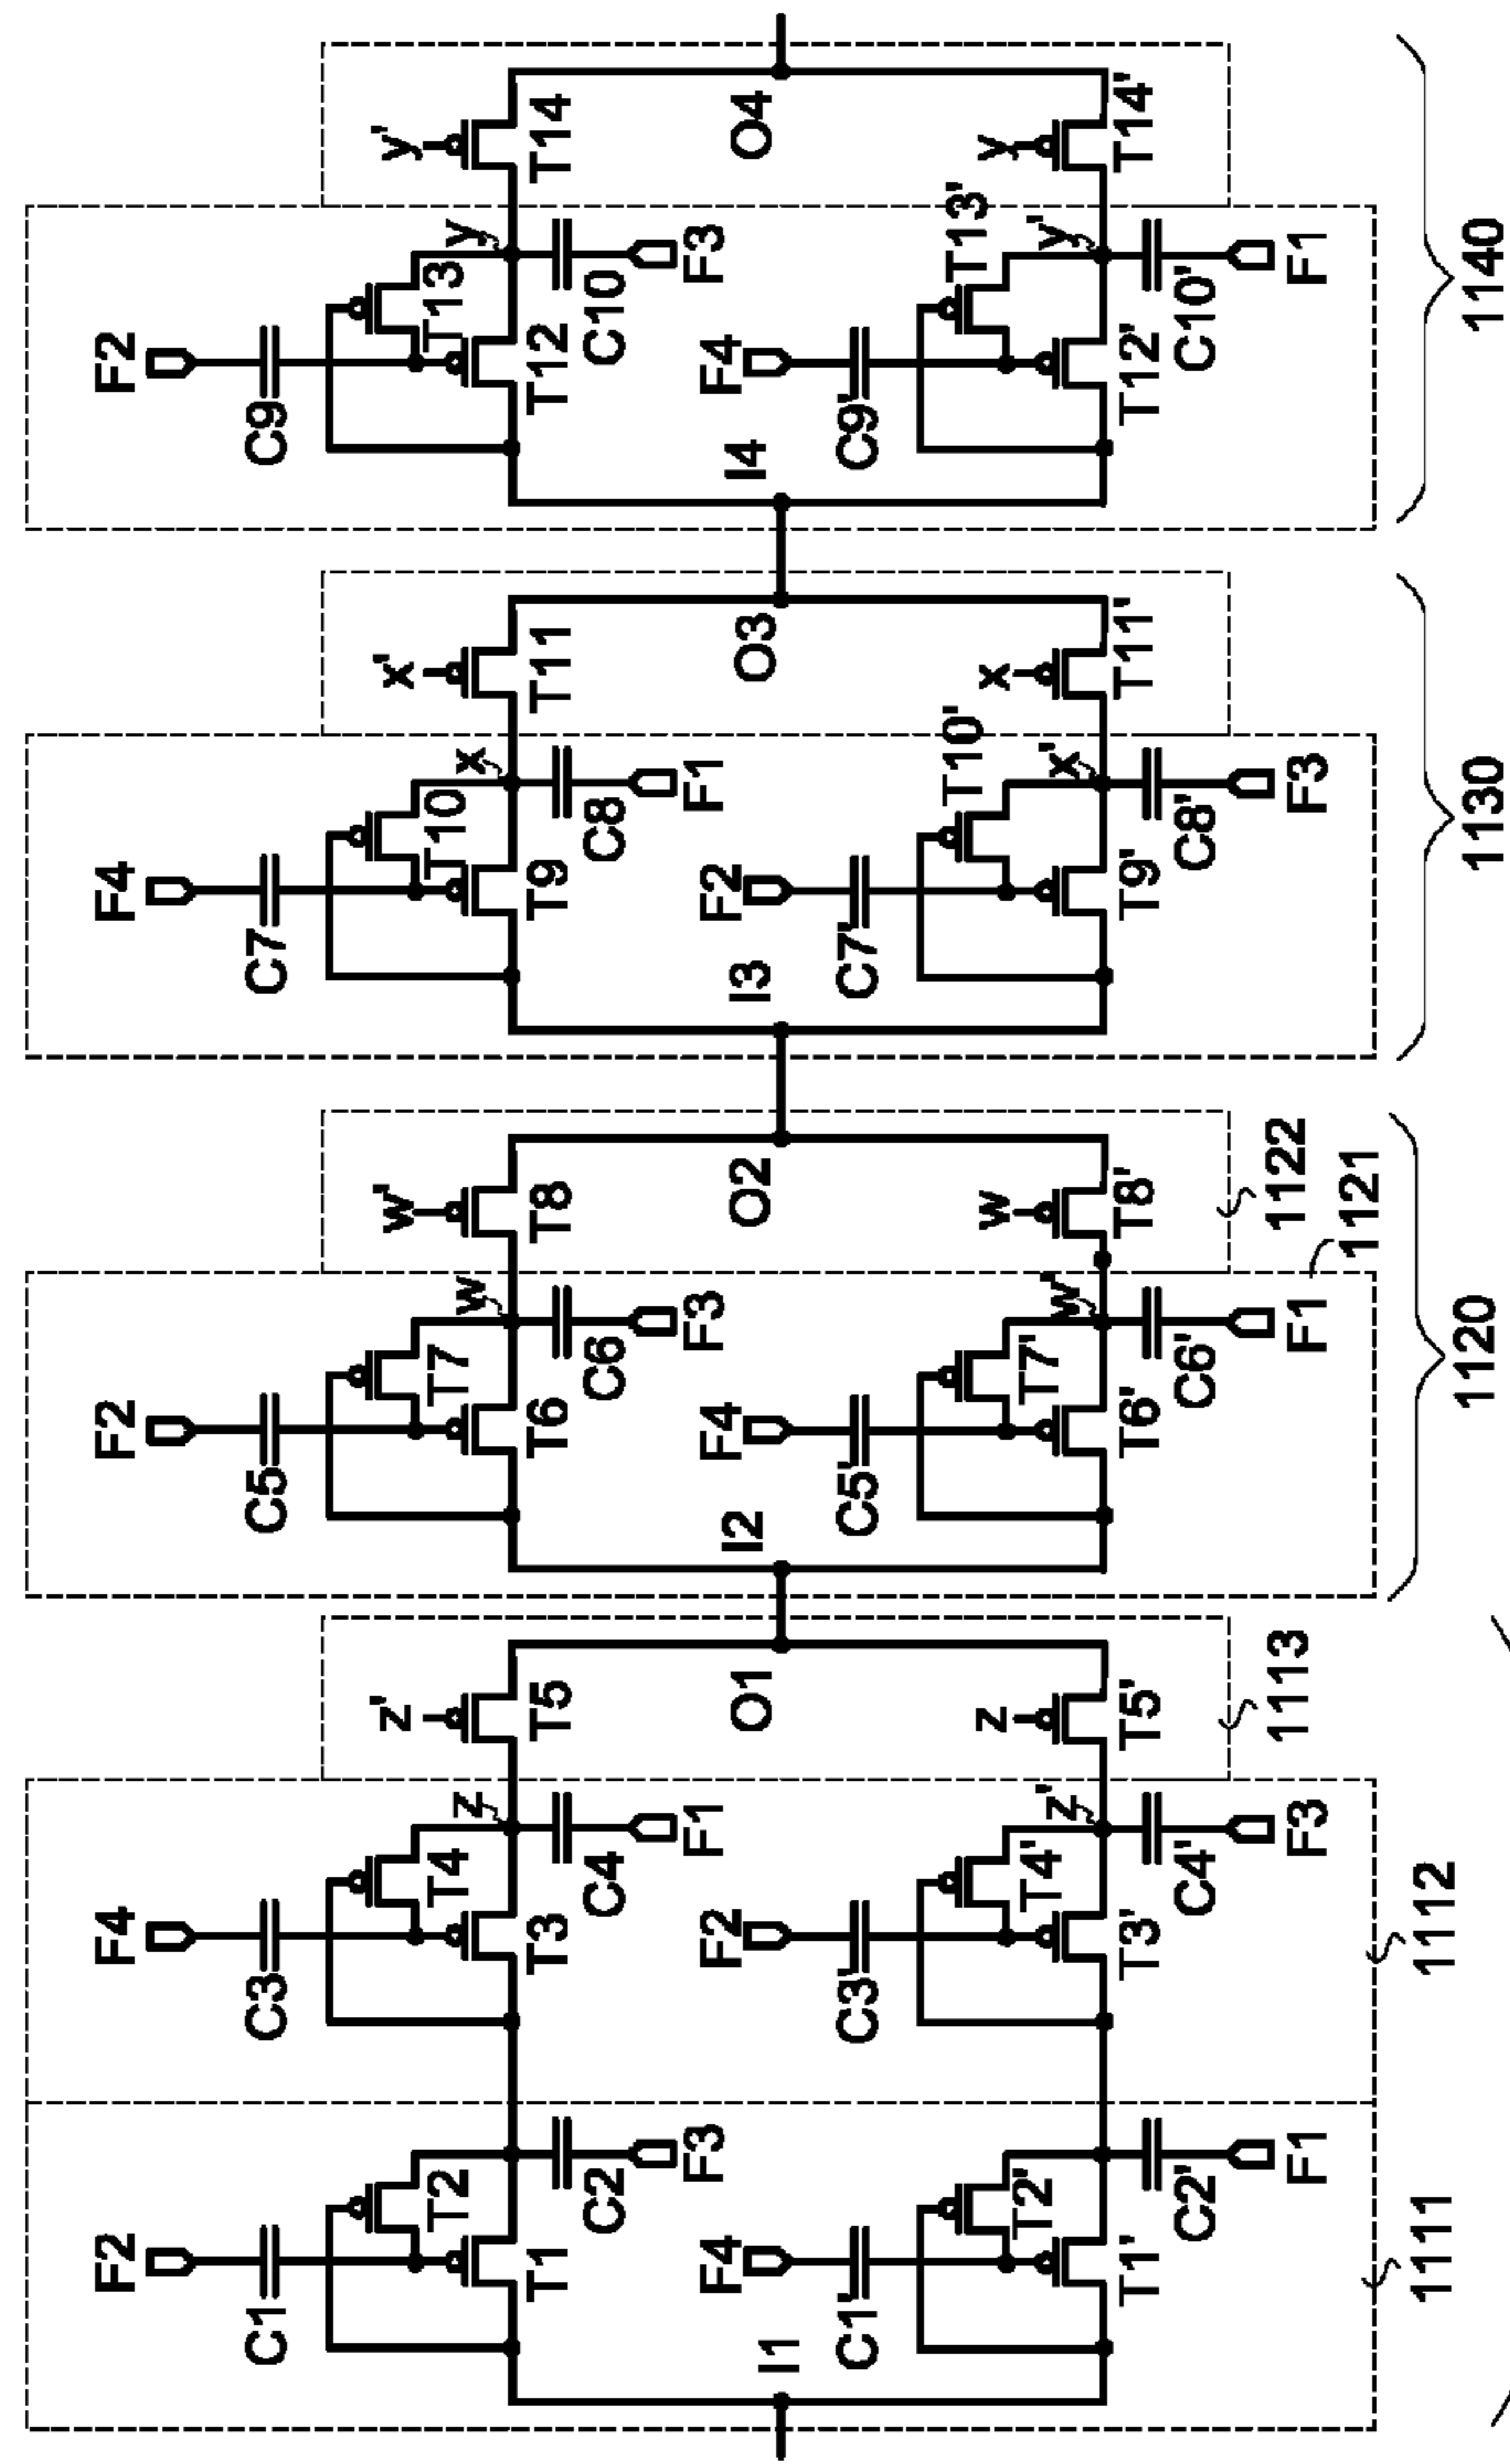 F2
F4
F2
F4
F2
C1
T2
C3
T4
z'
C5
T7
w'
C7
T10
x'
C9
T13
y'
T1
T3
z
T5
T6
w
T8
T9
x
T11
T12
y
T14
C2
C4
C6
C8
C10
F3
F1
F3
F1
F3
I1
O1
I2
O2
I3
O3
I4
O4
F4
F2
F4
F2
F4
C1'
T2'
C3'
T4'
z
C5'
T7'
w
C7'
T10'
x
C9'
T13'
y
T1'
T3'
z'
T5'
T6'
w'
T8'
T9'
x'
T11'
T12'
y'
T14'
C2'
C4'
C6'
C8'
C10'
F1
F3
F1
F3
F1
1111
1112
1113
1121
1122
1120
1130
1140